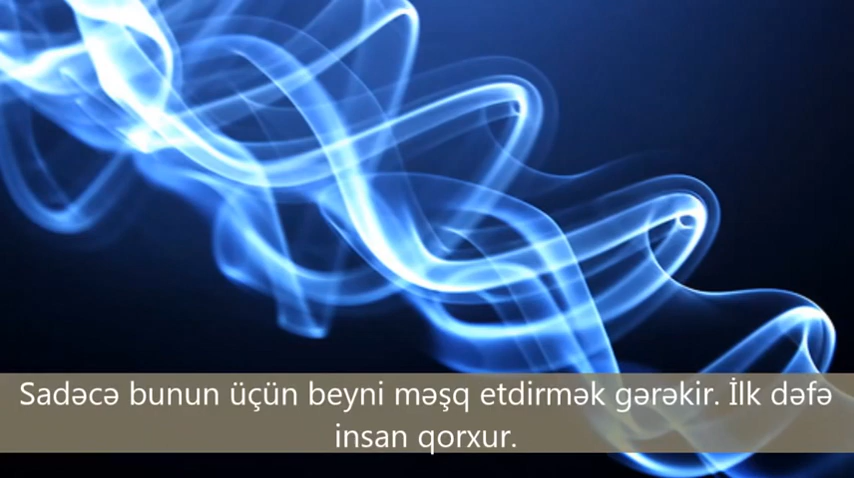 Sadəcə bunun üçün beyni məşq etdirmək gərəkir. İlk dəfə
insan qorxur.